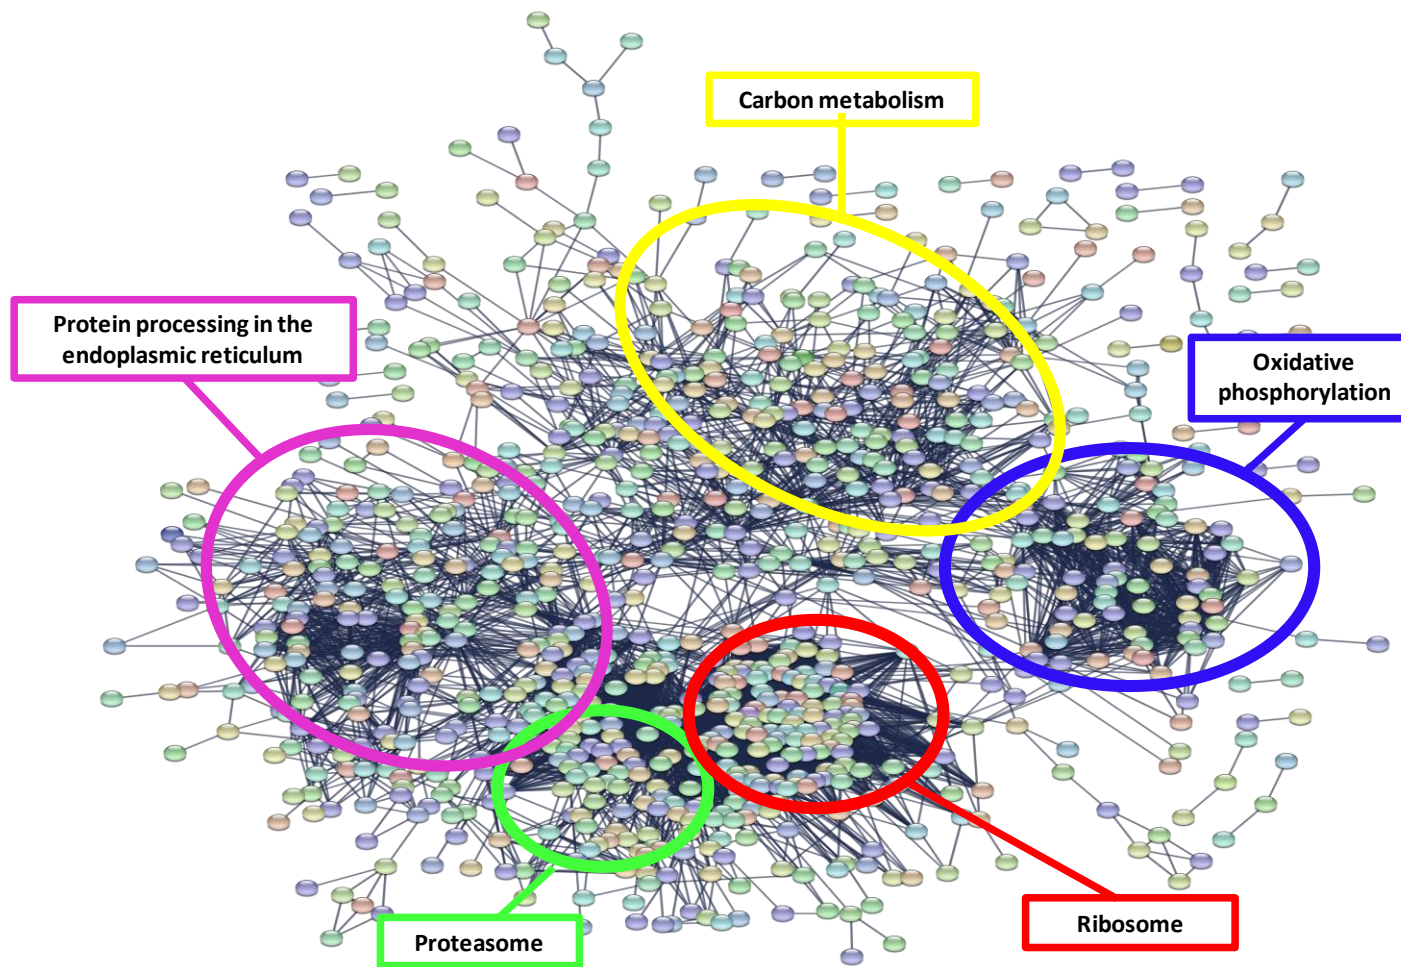 Carbon metabolism
Protein processing in the
endoplasmic reticulum
Oxidative
phosphorylation
Proteasome
Ribosome